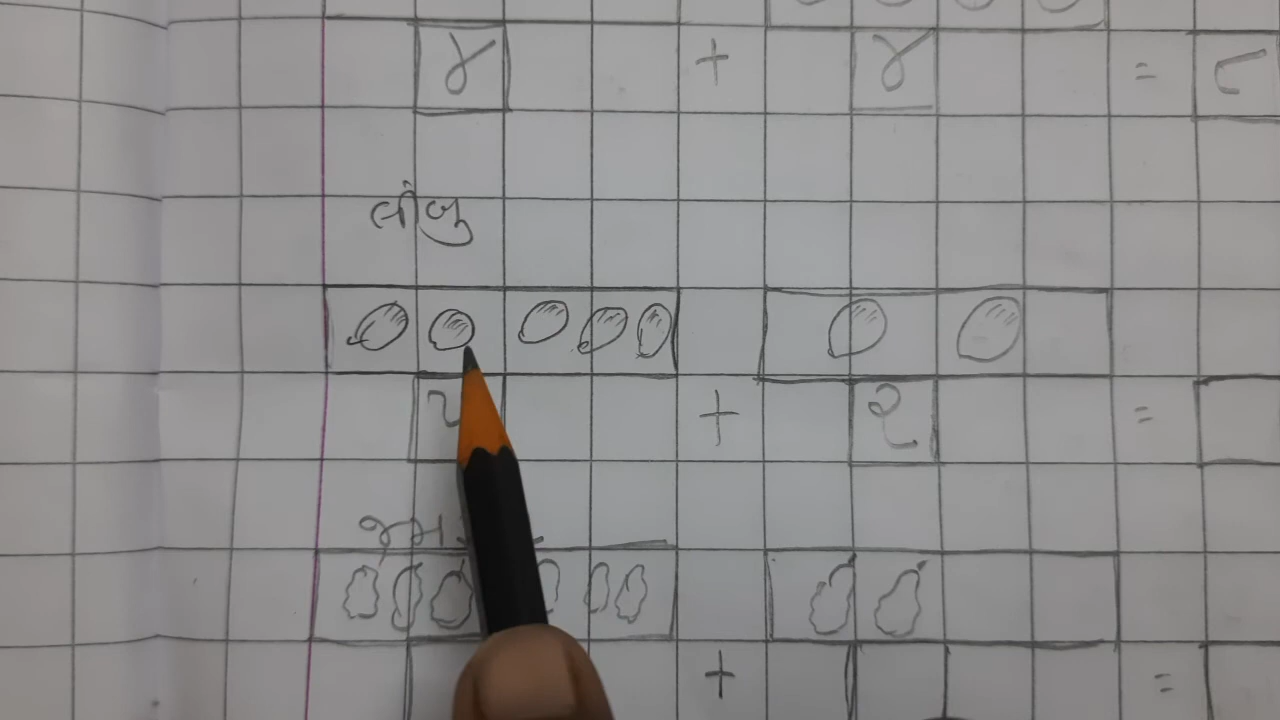 ૪ + ૪ = ૮
લીંબુ
+ ૨ =
+ =